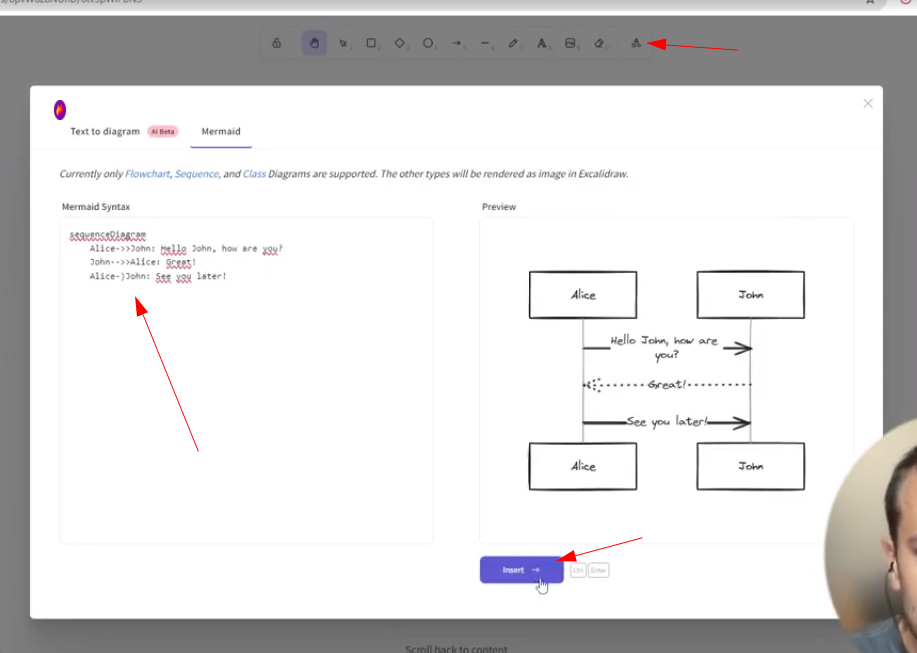 Text to diagram AI Beta Mermaid
Currently only Flowchart, Sequence, and Class Diagrams are supported. The other types will be rendered as image in Excalidraw.
Mermaid Syntax
Preview
sequenceDiagram
Alice->>John: Hello John, how are you?
John-->>Alice: Great!
Alice-)John: See you later!
Alice
John
Hello John, how are
you?
Great!
See you later!
Alice
John
Insert →
Ctrl Enter
Scroll back to content